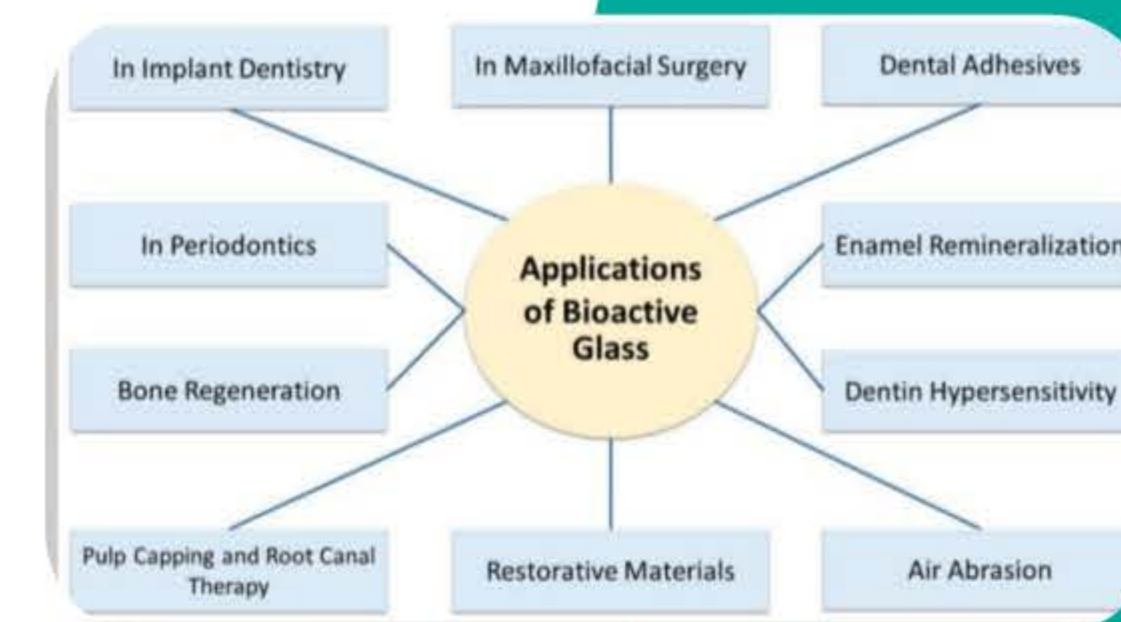 In Implant Dentistry
In Maxillofacial Surgery
Dental Adhesives
In Periodontics
Enamel Remineralization
Applications
of Bioactive
Glass
Bone Regeneration
Dentin Hypersensitivity
Pulp Capping and Root Canal
Therapy
Restorative Materials
Air Abrasion